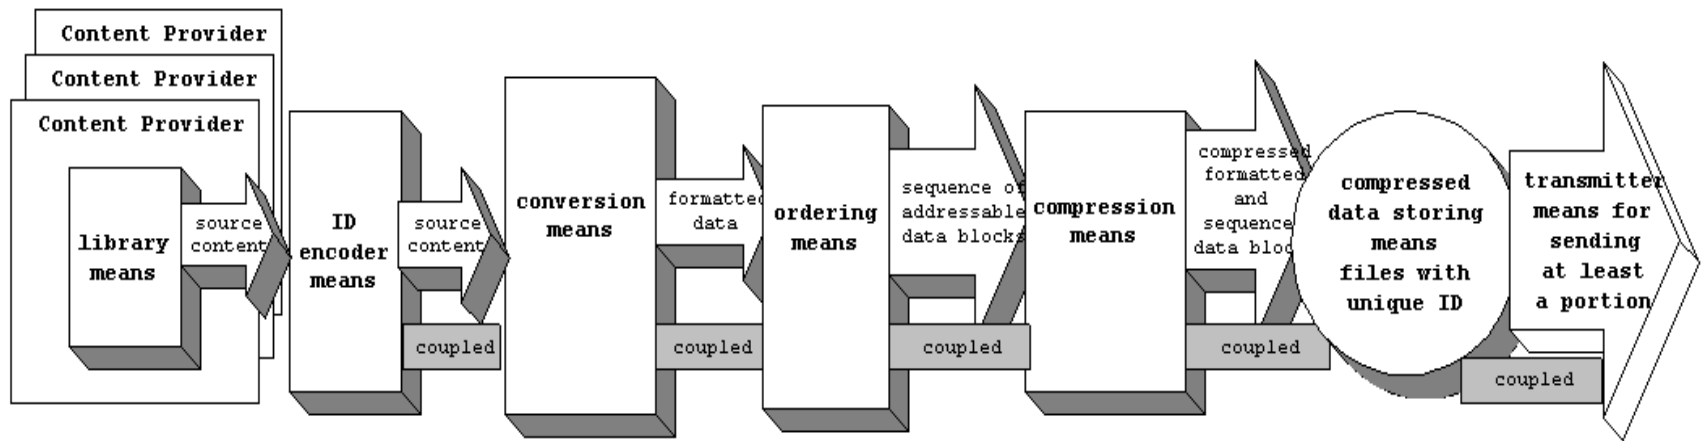 Content Provider
Content Provider
Content Provider
library
means
source
content
ID
encoder
means
source
content
coupled
conversion
means
formatted
data
coupled
ordering
means
sequence of
addressable
data blocks
coupled
compression
means
compressed
formatted
and
sequence
data bloc
coupled
compressed
data storing
means
files with
unique ID
transmitter
means for
sending
at least
a portion
coupled